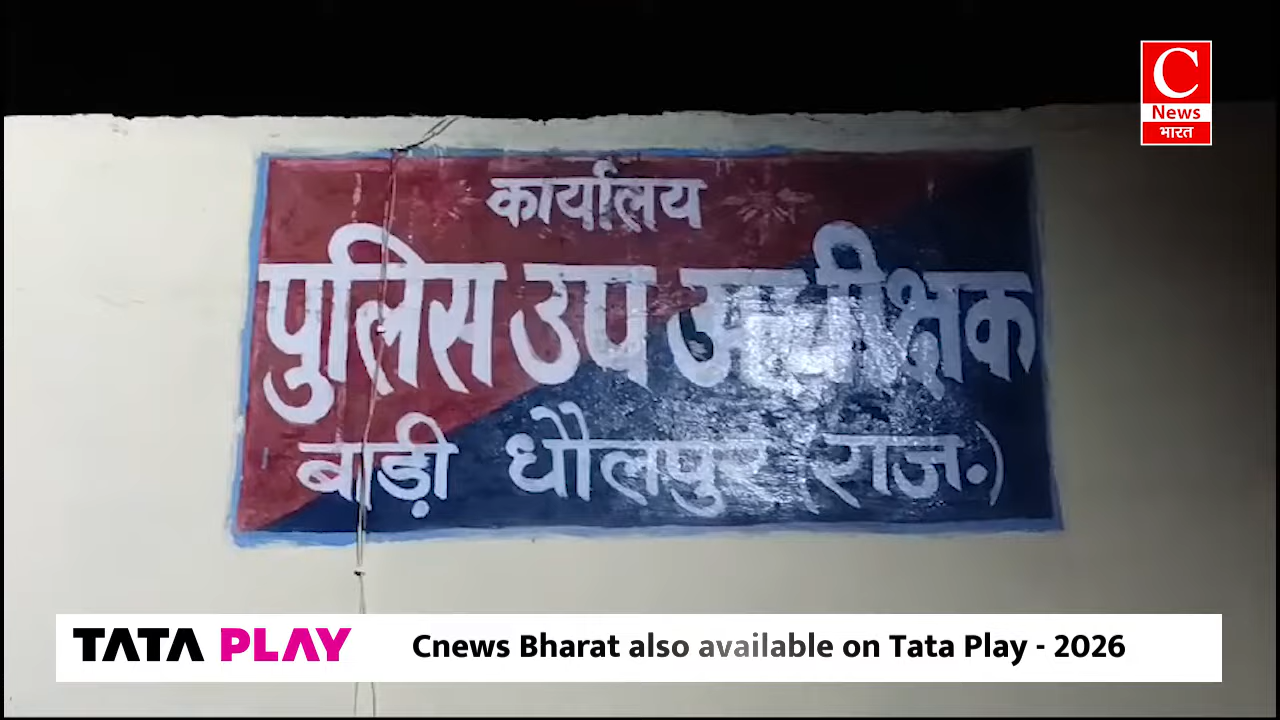 C
News
भारत
कार्यालय
पुलिस उप अधीक्षक
बाड़ी धौलपुर (राज.)
TATA PLAY Cnews Bharat also available on Tata Play - 2026